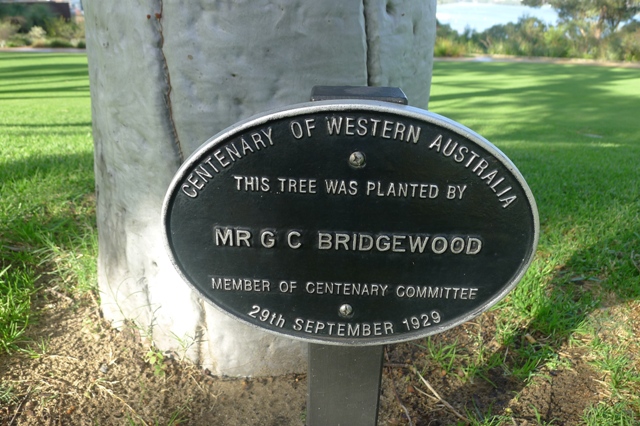 CENTENARY OF WESTERN AUSTRALIA
THIS TREE WAS PLANTED BY
MR G C BRIDGEWOOD
MEMBER OF CENTENARY COMMITTEE
29th SEPTEMBER 1929